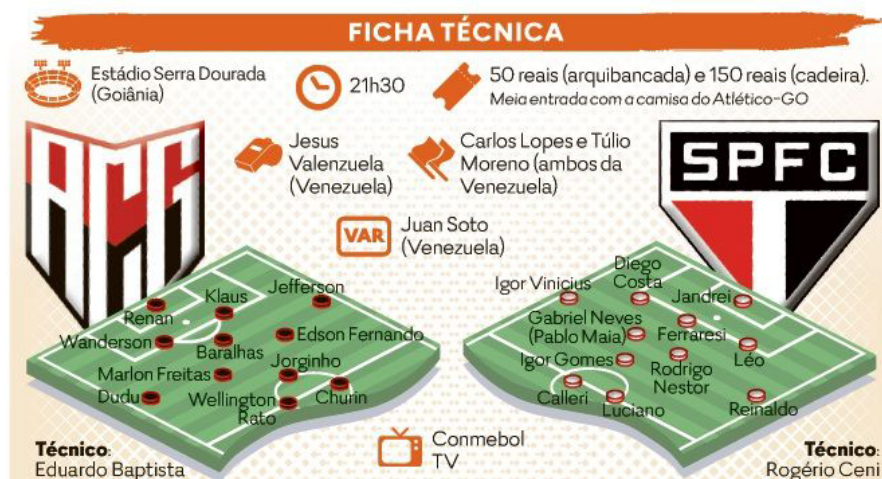 FICHA TÉCNICA
Estádio Serra Dourada
(Goiânia)
21h30
50 reais (arquibancada) e 150 reais (cadeira).
Meia entrada com a camisa do Atlético-GO
Jesus
Valenzuela
(Venezuela)
Carlos Lopes e Túlio
Moreno (ambos da
Venezuela)
VAR
Juan Soto
(Venezuela)
ACG
Renan
Klaus
Jefferson
Wanderson
Baralhas
Edson Fernando
Marlon Freitas
Jorginho
Dudu
Wellington
Rato
Churin
Técnico:
Eduardo Baptista
SPFC
Igor Vinicius
Diego
Costa
Jandrei
Gabriel Neves
(Pablo Maia)
Ferraresi
Léo
Igor Gomes
Rodrigo
Nestor
Calleri
Luciano
Reinaldo
Técnico:
Rogério Ceni
Conmebol
TV